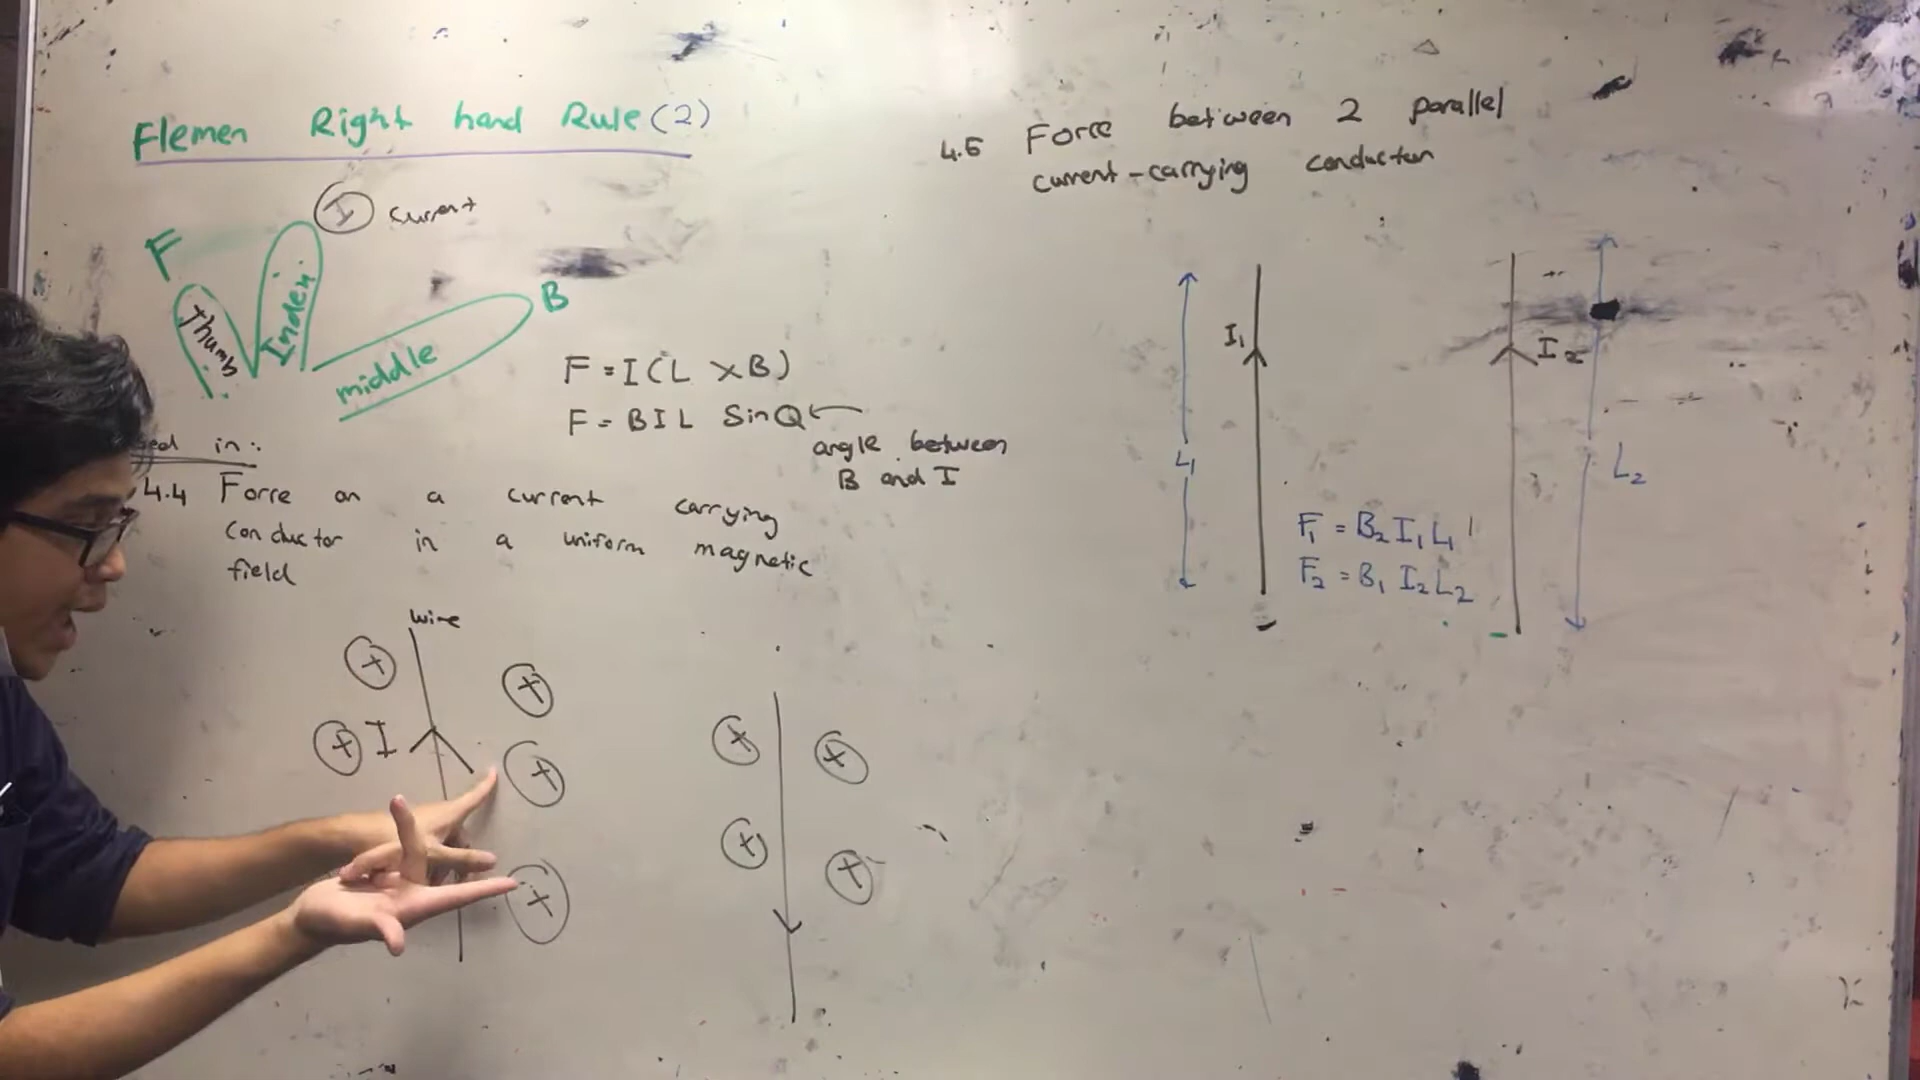 Flemen Right hand Rule (2)
I current
F
Thumb
Index
middle
B
F = I(L × B)
F = BIL SinQ
angle between
B and I
sed in:
4.4 Force on a current carrying
conductor in a uniform magnetic
field
wire
+
+
+ I
+
+
+
+
+
+
4.5 Force between 2 parallel
current-carrying conductor
I1
I2
L1
L2
F1 = B2 I1 L1
F2 = B1 I2 L2